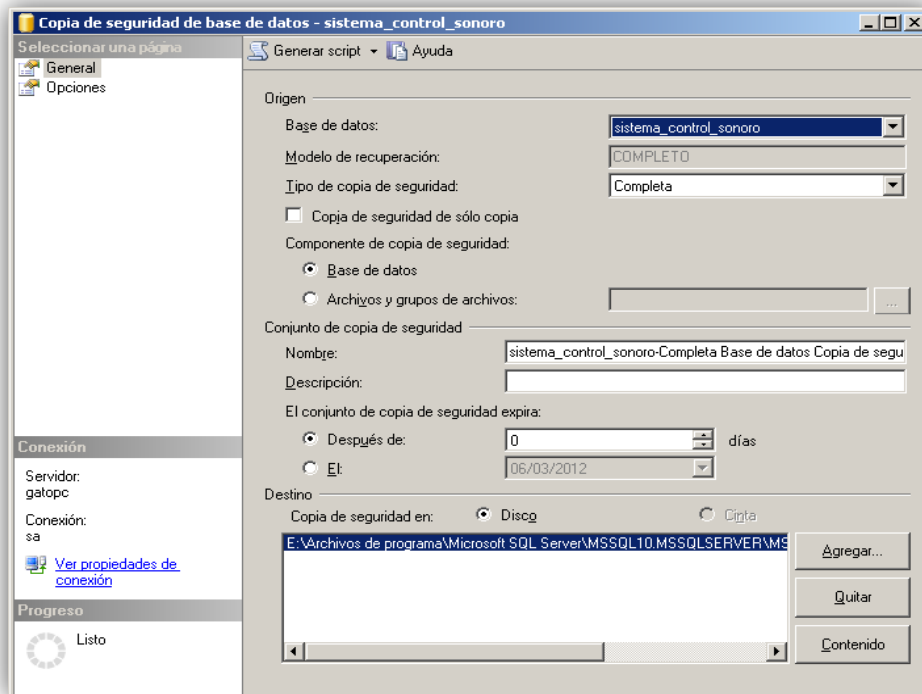 Copia de seguridad de base de datos - sistema_control_sonoro
Seleccionar una página
General
Opciones
Generar script
Ayuda
Origen
Base de datos:
sistema_control_sonoro
Modelo de recuperación:
COMPLETO
Tipo de copia de seguridad:
Completa
Copia de seguridad de sólo copia
Componente de copia de seguridad:
Base de datos
Archivos y grupos de archivos:
...
Conjunto de copia de seguridad
Nombre:
sistema_control_sonoro-Completa Base de datos Copia de segu
Descripción:
El conjunto de copia de seguridad expira:
Después de:
0
días
El:
06/03/2012
Destino
Copia de seguridad en:
Disco
Cinta
E:\Archivos de programa\Microsoft SQL Server\MSSQL10.MSSQLSERVER\MS
Agregar...
Quitar
Contenido
Conexión
Servidor:
gatopc
Conexión:
sa
Ver propiedades de
conexión
Progreso
Listo